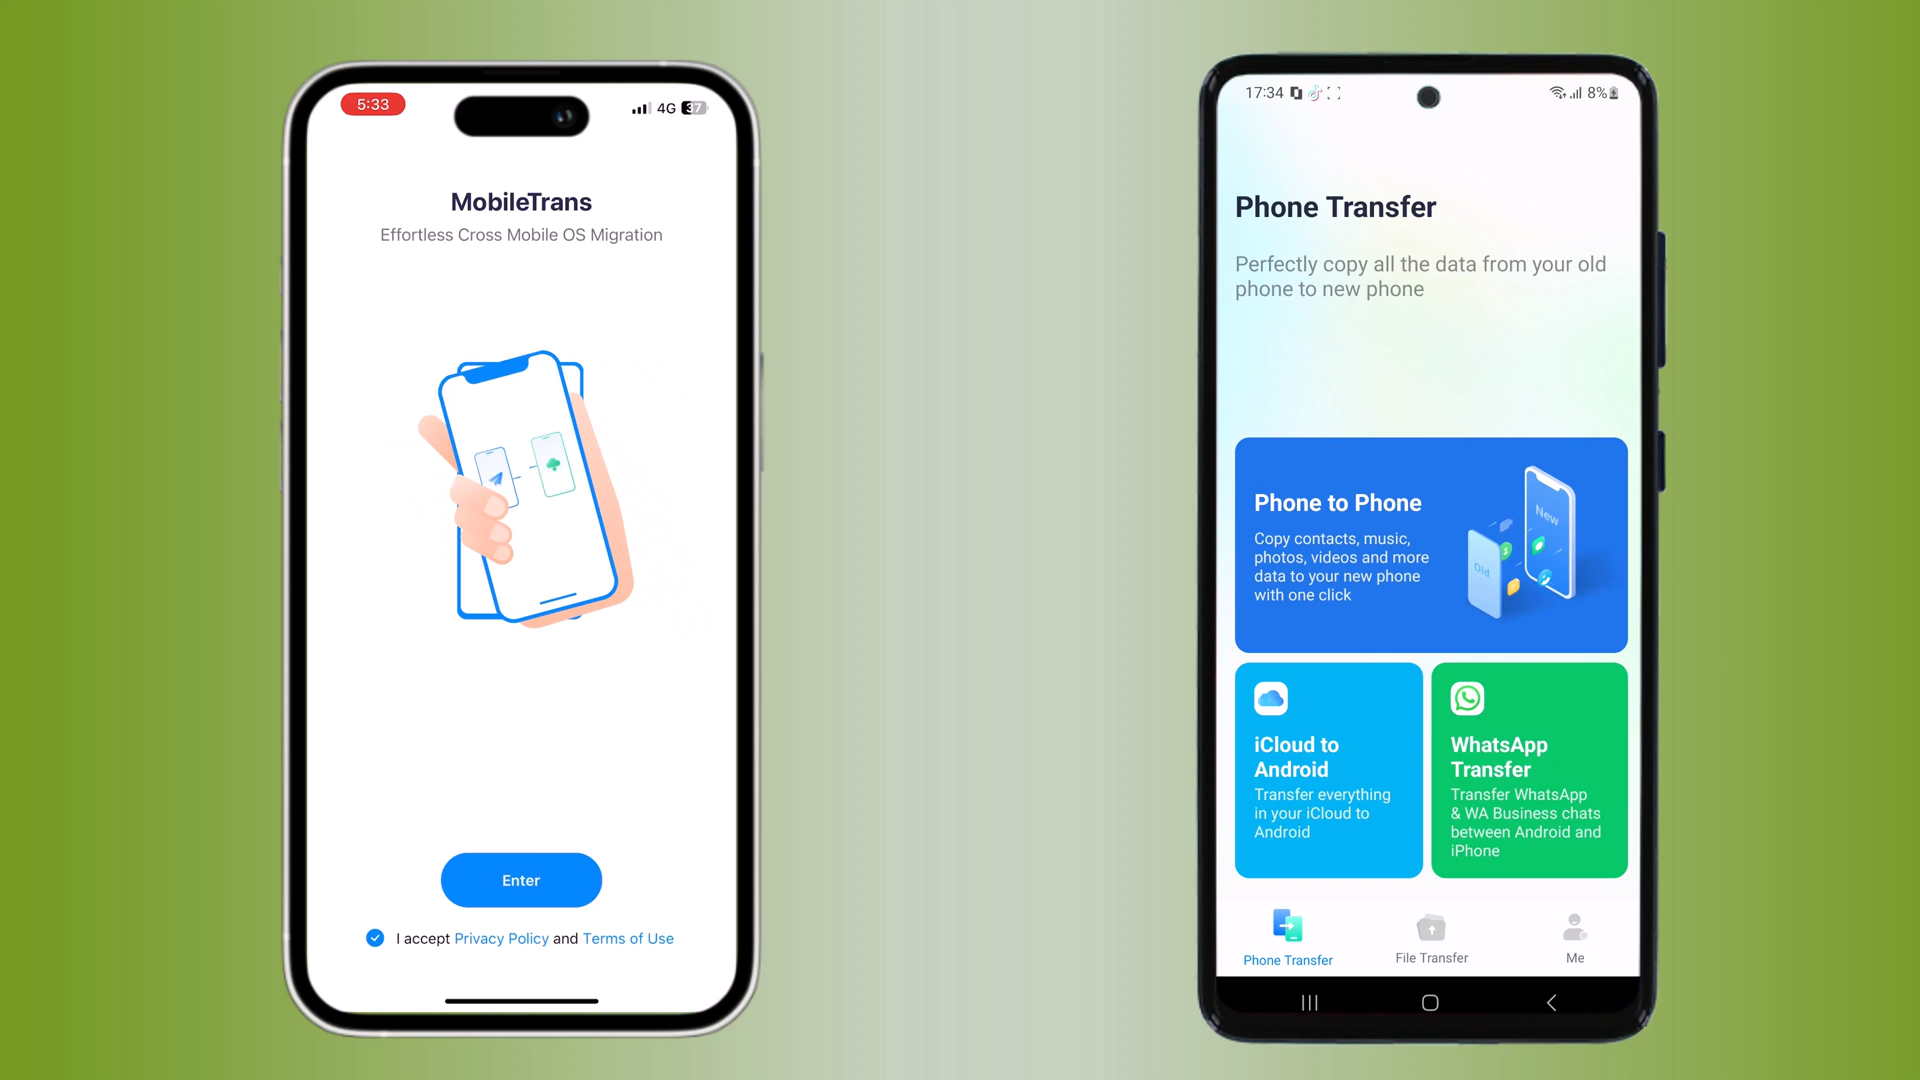 5:33
4G 37
MobileTrans
Effortless Cross Mobile OS Migration
Enter
I accept Privacy Policy and Terms of Use
17:34
8%
Phone Transfer
Perfectly copy all the data from your old
phone to new phone
Phone to Phone
Copy contacts, music,
photos, videos and more
data to your new phone
with one click
New
Old
iCloud to
Android
Transfer everything
in your iCloud to
Android
WhatsApp
Transfer
Transfer WhatsApp
& WA Business chats
between Android and
iPhone
Phone Transfer
File Transfer
Me